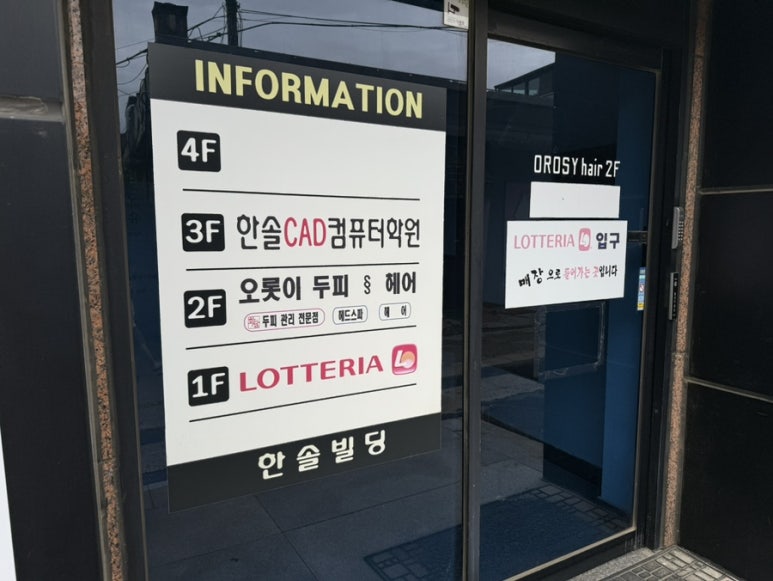 INFORMATION
4F
3F 한솔CAD컴퓨터학원
2F 오롯이 두피 § 헤어
두피 관리 전문점 헤드스파 헤어
1F LOTTERIA
한솔빌딩
OROSY hair 2F
LOTTERIA 입구
매장으로 들어가는 곳입니다